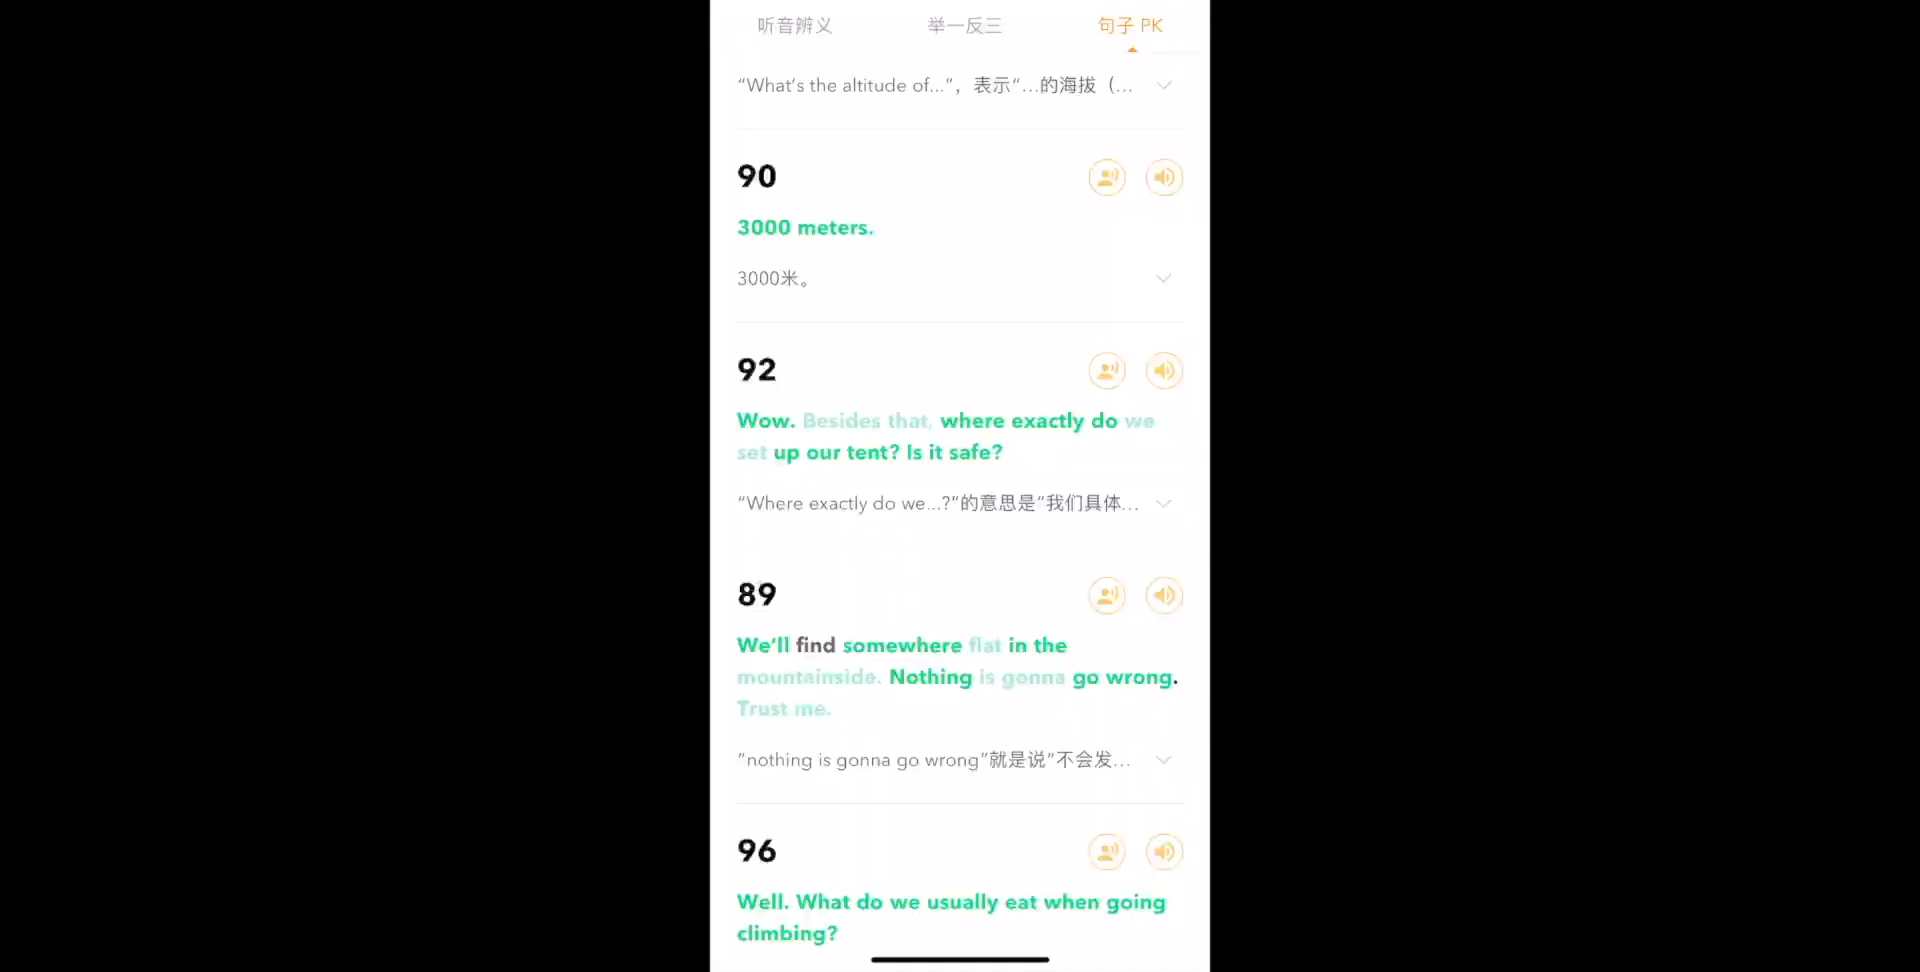 听音辨义
举一反三
句子 PK
“What's the altitude of...”，表示“...的海拔（...
90
3000 meters.
3000米。
92
Wow. Besides that, where exactly do we
set up our tent? Is it safe?
“Where exactly do we...?”的意思是“我们具体...
89
We'll find somewhere flat in the
mountainside. Nothing is gonna go wrong.
Trust me.
“nothing is gonna go wrong”就是说“不会发...
96
Well. What do we usually eat when going
climbing?